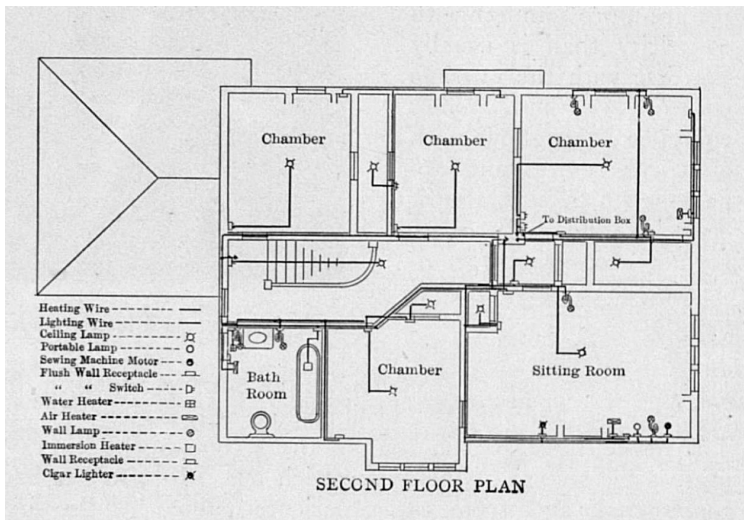 Chamber
Chamber
Chamber
To Distribution Box
Heating Wire
Lighting Wire
Ceiling Lamp
Portable Lamp
Sewing Machine Motor
Flush Wall Receptacle
“ “ Switch
Water Heater
Air Heater
Wall Lamp
Immersion Heater
Wall Receptacle
Cigar Lighter
Bath
Room
Chamber
Sitting Room
SECOND FLOOR PLAN